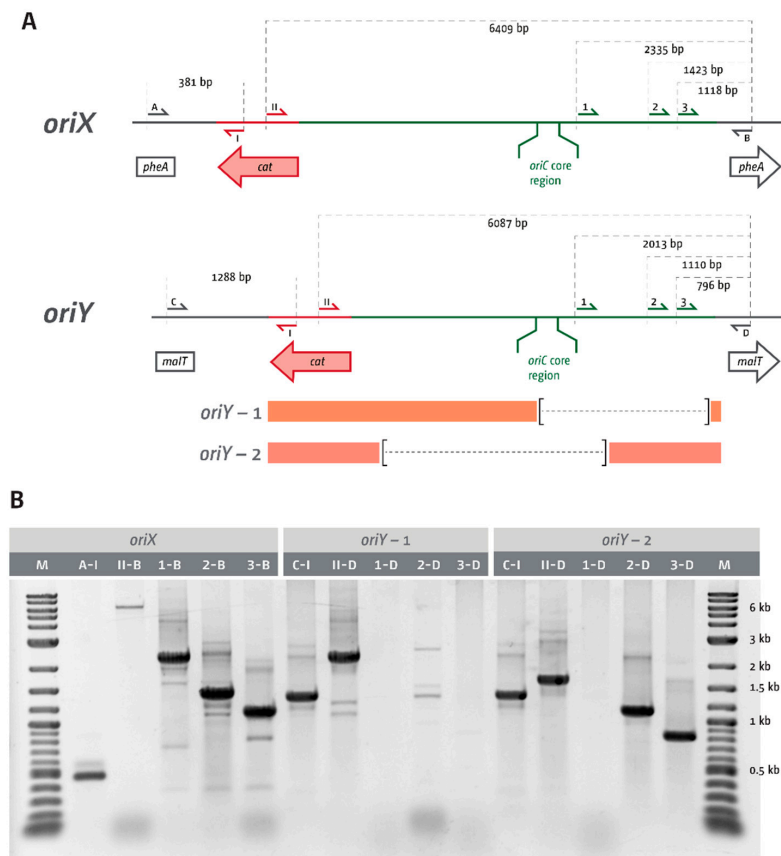 A
6409 bp
2335 bp
381 bp
1423 bp
1118 bp
A
II
1
2
3
oriX
I
B
pheA
cat
oriC core
region
pheA
6087 bp
2013 bp
1288 bp
1110 bp
796 bp
C
II
1
2
3
oriY
I
D
malT
cat
oriC core
region
malT
oriY – 1
oriY – 2
B
oriX
oriY – 1
oriY – 2
M A-I II-B 1-B 2-B 3-B C-I II-D 1-D 2-D 3-D C-I II-D 1-D 2-D 3-D M
6 kb
3 kb
2 kb
1.5 kb
1 kb
0.5 kb